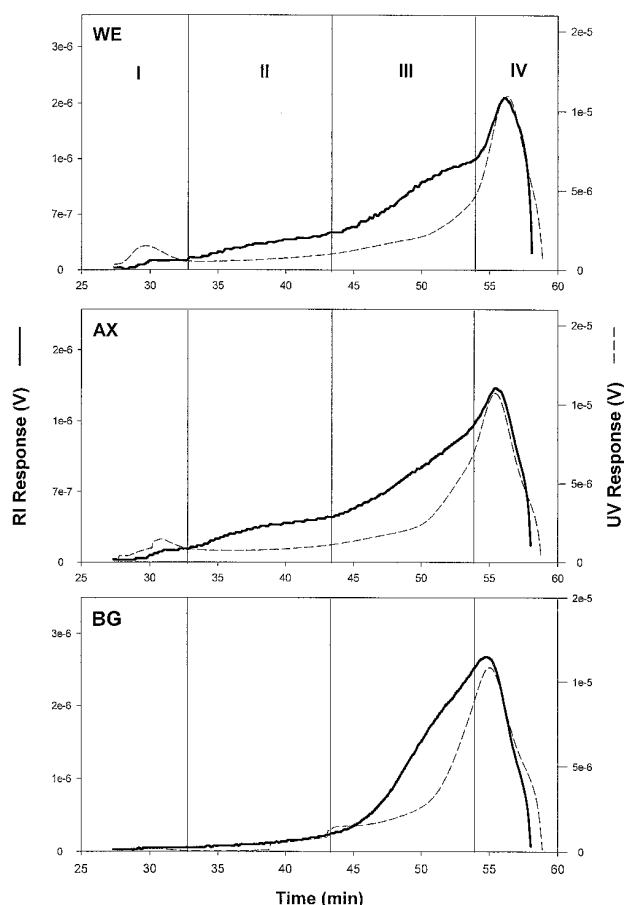 WE
I
II
III
IV
3e-6
2e-6
1e-6
7e-7
0
2e-5
1e-5
5e-6
0
25 30 35 40 45 50 55 60
AX
2e-6
1e-6
7e-7
0
2e-5
1e-5
5e-6
0
25 30 35 40 45 50 55 60
BG
3e-6
2e-6
1e-6
0
2e-5
1e-5
5e-6
0
25 30 35 40 45 50 55 60
RI Response (V)
UV Response (V)
Time (min)